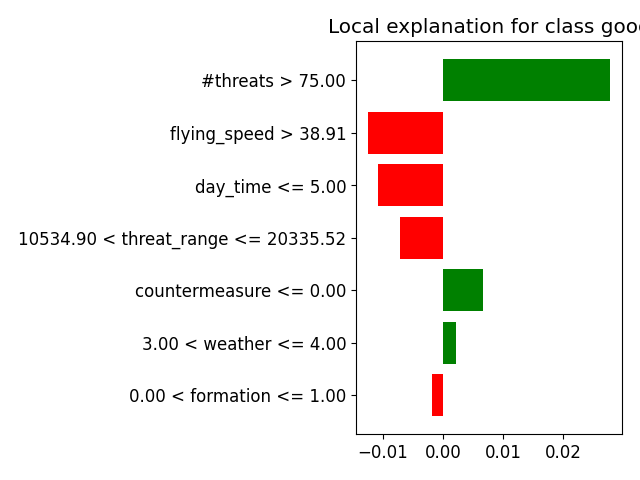 Local explanation for class good
#threats > 75.00
flying_speed > 38.91
day_time <= 5.00
10534.90 < threat_range <= 20335.52
countermeasure <= 0.00
3.00 < weather <= 4.00
0.00 < formation <= 1.00
−0.01 0.00 0.01 0.02